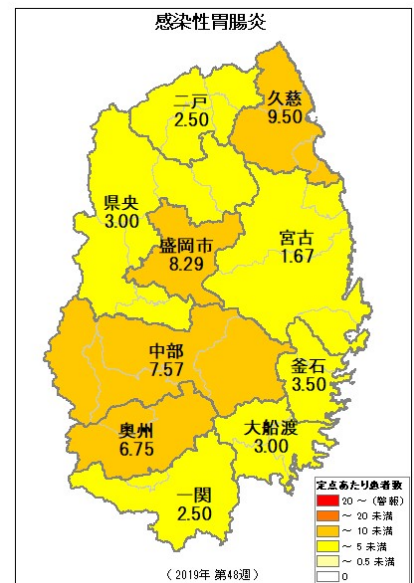 感染性胃腸炎
二戸
2.50
久慈
9.50
県央
3.00
盛岡市
8.29
宮古
1.67
中部
7.57
釜石
3.50
奥州
6.75
大船渡
3.00
一関
2.50
定点あたり患者数
20 ~ (警報)
~ 20 未満
~ 10 未満
~ 5 未満
~ 0.5 未満
0
(2019年 第48週)